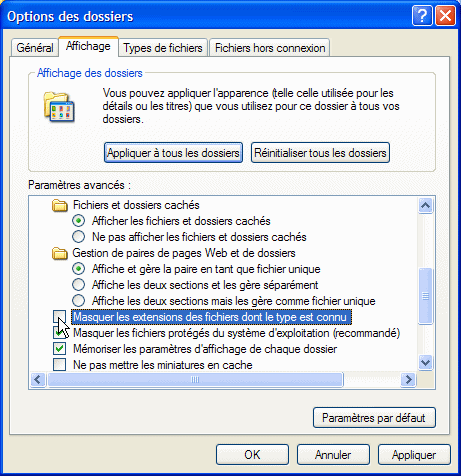 Options des dossiers
Général
Affichage
Types de fichiers
Fichiers hors connexion
Affichage des dossiers
Vous pouvez appliquer l'apparence (telle celle utilisée pour les
détails ou les titres) que vous utilisez pour ce dossier à tous vos
dossiers.
Appliquer à tous les dossiers
Réinitialiser tous les dossiers
Paramètres avancés :
Fichiers et dossiers cachés
Afficher les fichiers et dossiers cachés
Ne pas afficher les fichiers et dossiers cachés
Gestion de paires de pages Web et de dossiers
Affiche et gère la paire en tant que fichier unique
Affiche les deux sections et les gère séparément
Affiche les deux sections mais les gère comme fichier unique
Masquer les extensions des fichiers dont le type est connu
Masquer les fichiers protégés du système d'exploitation (recommandé)
Mémoriser les paramètres d'affichage de chaque dossier
Ne pas mettre les miniatures en cache
Paramètres par défaut
OK
Annuler
Appliquer